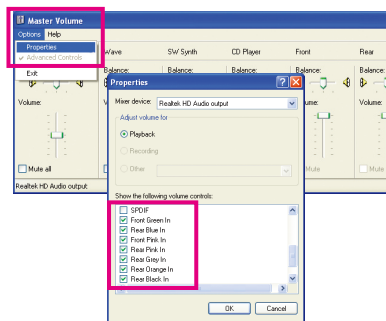 Master Volume
Options Help
Properties
Advanced Controls
Exit
Wave SW Synth CD Player Front Rear
Balance: Balance: Balance: Balance: Balance:
Volume: Volume: Volume:
Mute all Mute Mute
Realtek HD Audio output
Properties
Mixer device: Realtek HD Audio output
Adjust volume for
Playback
Recording
Other
Show the following volume controls:
SPDIF
Front Green In
Rear Blue In
Front Pink In
Rear Pink In
Rear Grey In
Rear Orange In
Rear Black In
OK Cancel